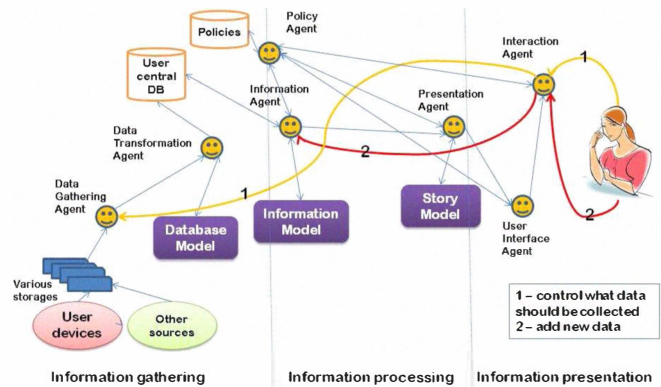 Policies
Policy
Agent
Interaction
Agent
1
User
central
DB
Information
Agent
Presentation
Agent
Data
Transformation
Agent
2
Data
Gathering
Agent
1
Database
Model
Information
Model
Story
Model
2
User
Interface
Agent
Various
storages
User
devices
Other
sources
1 – control what data
should be collected
2 – add new data
Information gathering
Information processing
Information presentation